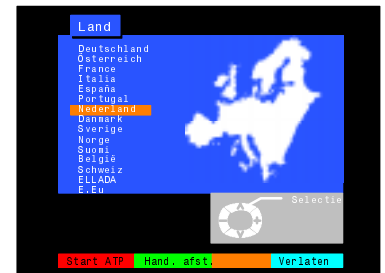 Land
Deutschland
Österreich
France
Italia
España
Portugal
Nederland
Danmark
Sverige
Norge
Suomi
België
Schweiz
ELLADA
E.Eu
Selectie
Start ATP Hand. afst. Verlaten